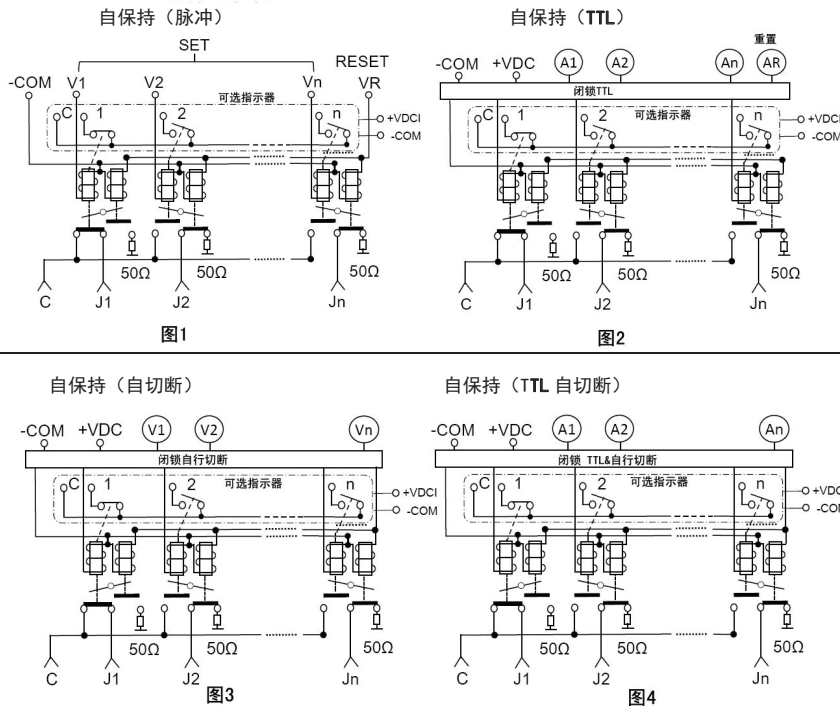 自保持（脉冲）
SET
RESET
-COM V1 V2 Vn VR
可选指示器
C 1 2 n
+VDCI
-COM
50Ω 50Ω 50Ω
C J1 J2 Jn
图1
自保持（TTL）
重置
-COM +VDC A1 A2 An AR
闭锁TTL
可选指示器
C 1 2 n
+VDCI
-COM
50Ω 50Ω 50Ω
C J1 J2 Jn
图2
自保持（自切断）
-COM +VDC V1 V2 Vn
闭锁自行切断
可选指示器
C 1 2 n
+VDCI
-COM
50Ω 50Ω 50Ω
C J1 J2 Jn
图3
自保持（TTL 自切断）
-COM +VDC A1 A2 An
闭锁 TTL&自行切断
可选指示器
C 1 2 n
+VDC
-COM
50Ω 50Ω 50Ω
C J1 J2 Jn
图4